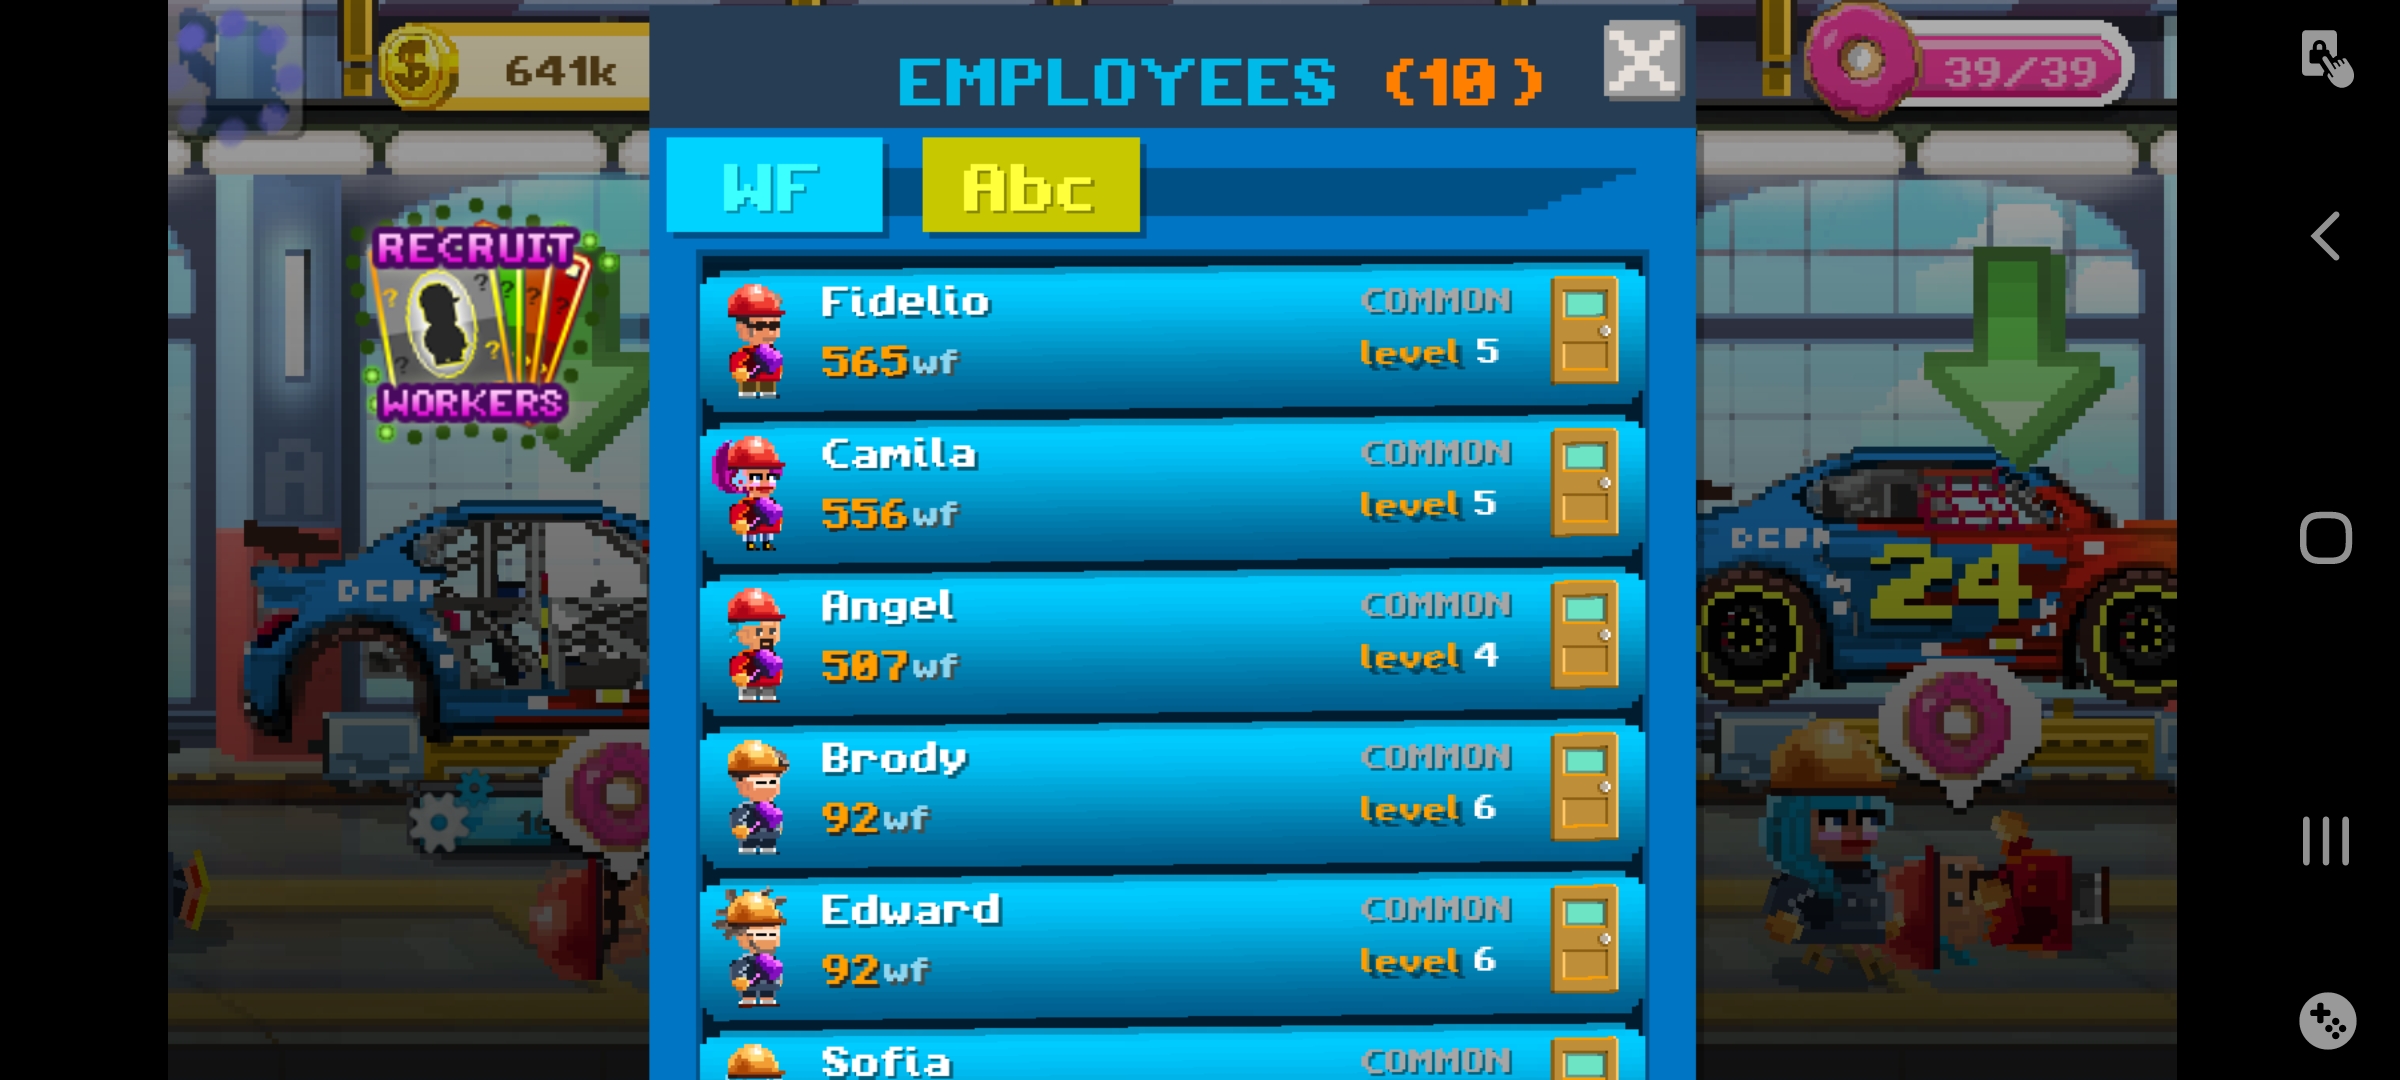 641k
EMPLOYEES (10)
39/39
WF
Abc
RECRUIT
WORKERS
Fidelio
COMMON
565wf
level 5
Camila
COMMON
556wf
level 5
Angel
COMMON
507wf
level 4
Brody
COMMON
92wf
level 6
Edward
COMMON
92wf
level 6
Sofia
COMMON
24